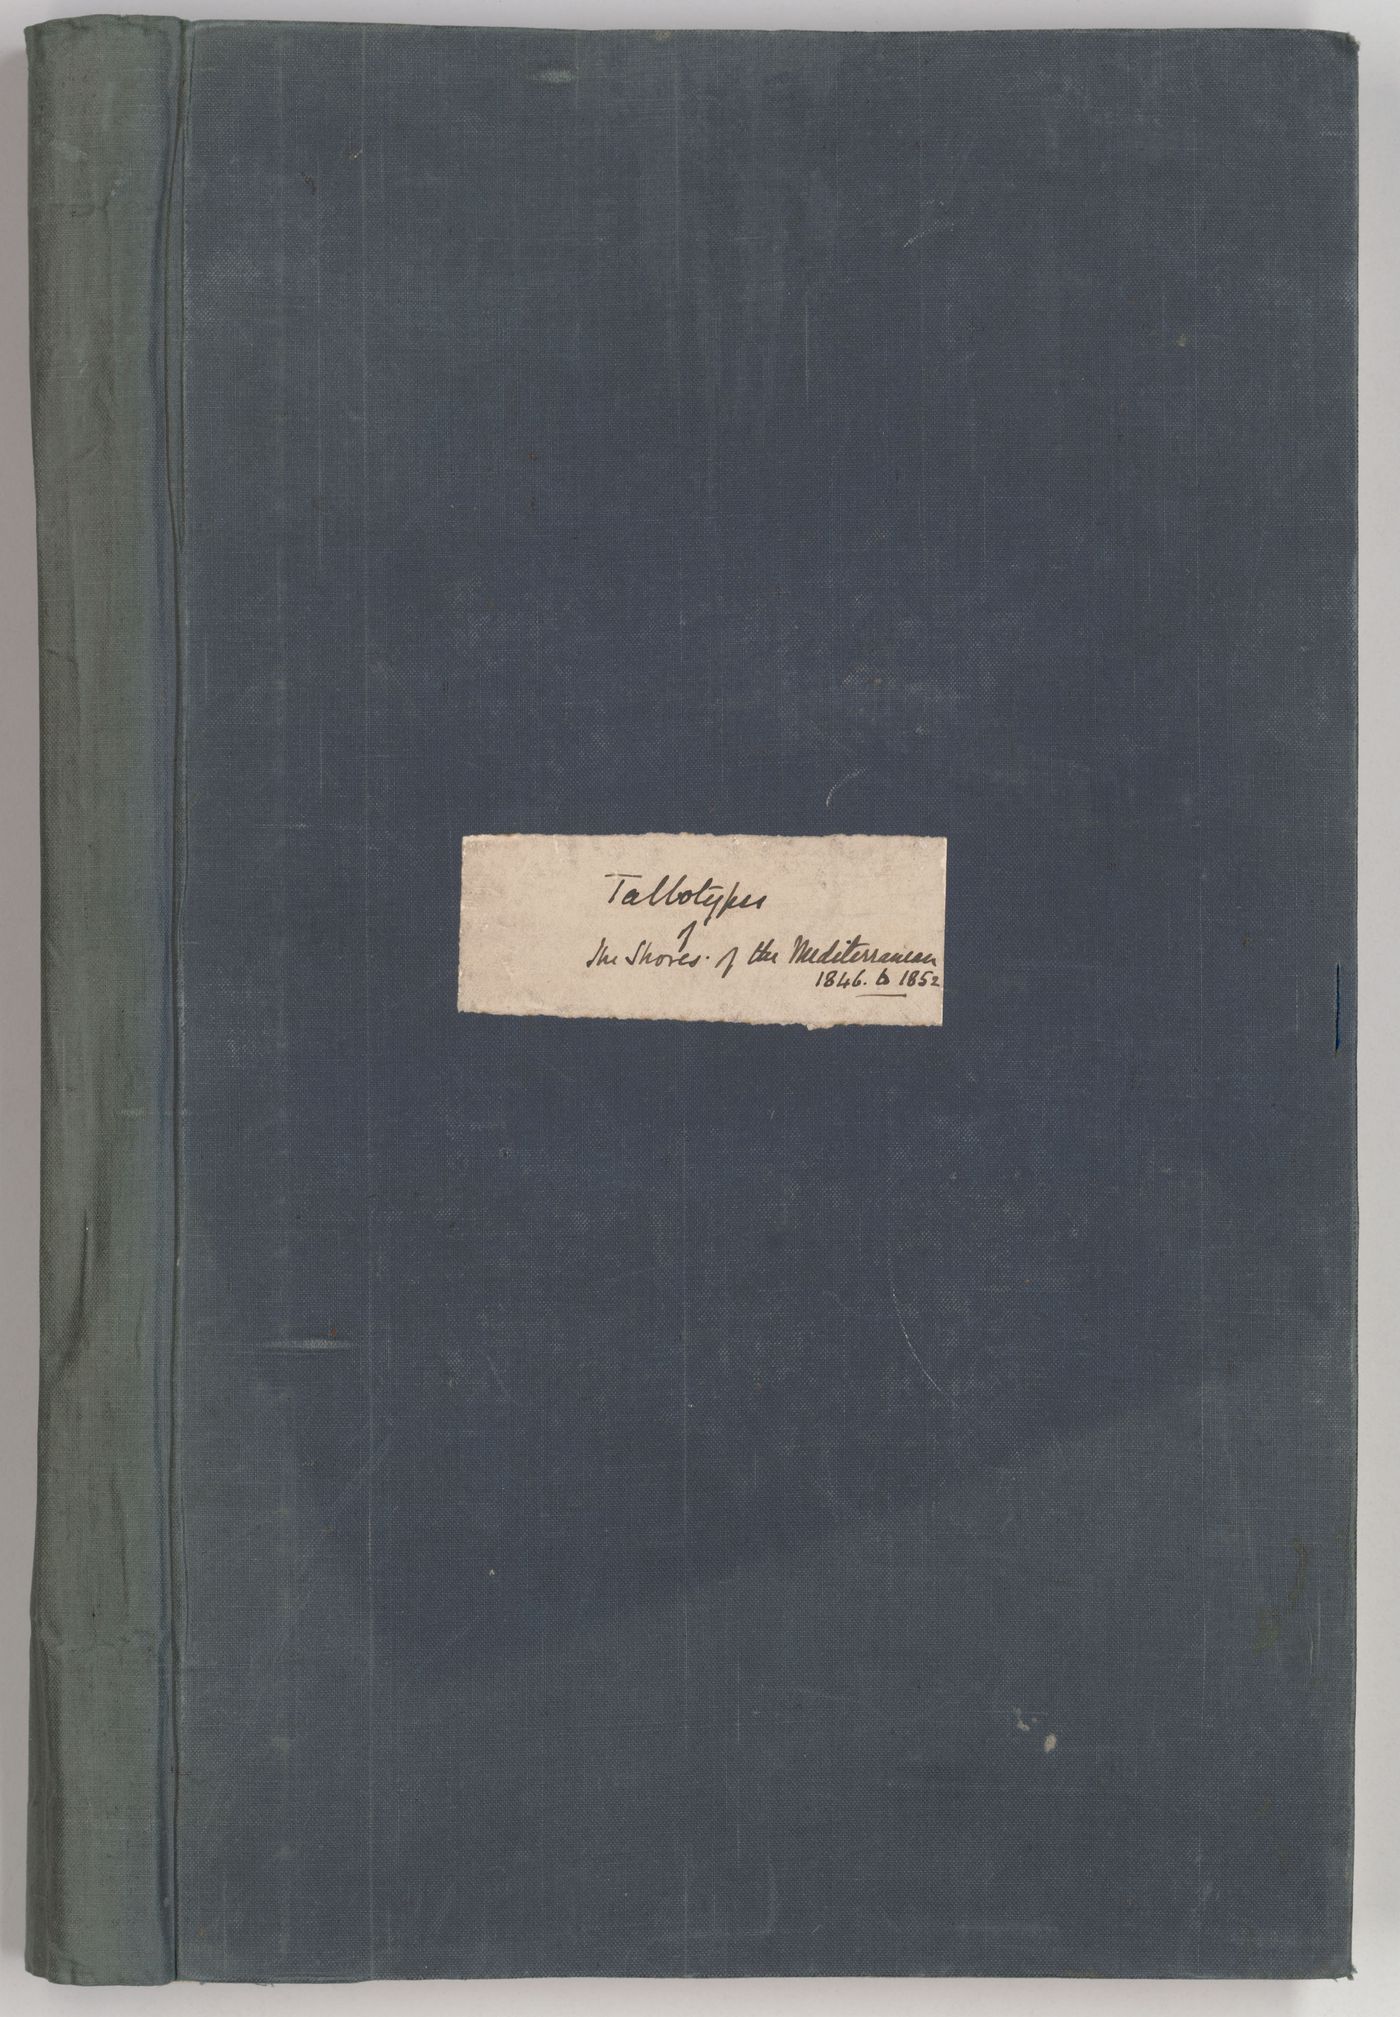 Talbotypes
of
The Shores. of the Mediterranean
1846. to 1852